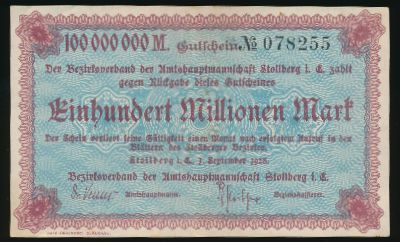 100 000 000 M. Gutschein № 078255
Der Bezirksverband der Amtshauptmannschaft Stollberg i. E. zahlt
gegen Rückgabe dieses Gutscheines
Einhundert Millionen Mark
Der Schein verliert seine Gültigkeit einen Monat nach erfolgtem Aufruf in den
Blättern des Stollberger Bezirkes.
Stollberg i. E., September 1923.
Bezirksverband der Amtshauptmannschaft Stollberg i. E.
Amtshauptmann. Bezirkskassierer.